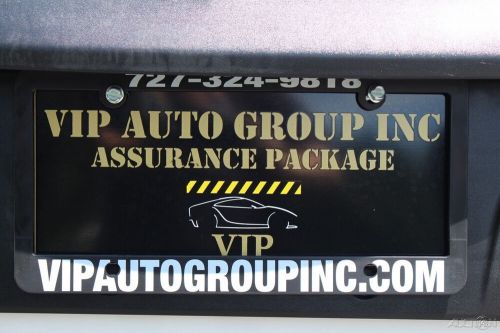 727-324-9818
VIP AUTO GROUP INC
ASSURANCE PACKAGE
VIP
VIPAUTOGROUPINC.COM